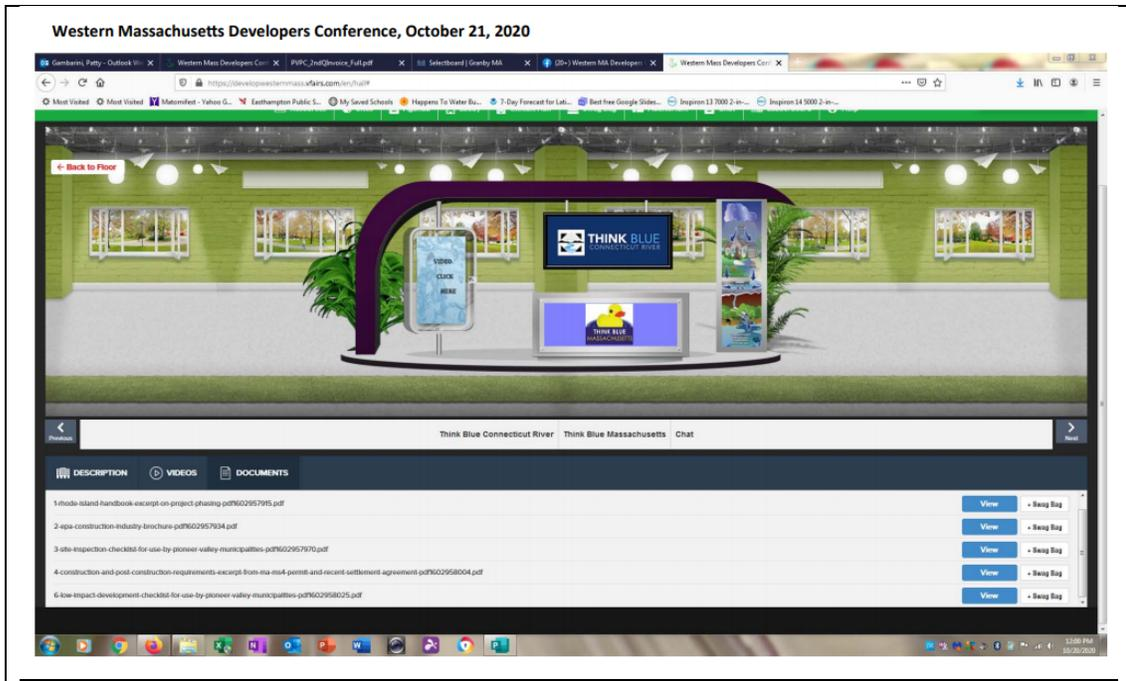 Western Massachusetts Developers Conference, October 21, 2020
Gambarini, Patty - Outlook We X Western Mass Developers Conf X PVPC_2ndQInvoice_Full.pdf X Selectboard | Granby MA X (20+) Western MA Developers X Western Mass Developers Conf X
https://developwesternmass.vfairs.com/en/hall#
Most Visited Most Visited Matomifest - Yahoo G... Easthampton Public S... My Saved Schools Happens To Water Bu... 7-Day Forecast for Lati... Best free Google Slides... Inspiron 13 7000 2-in-... Inspiron 14 5000 2-in-...
← Back to Floor
THINK BLUE
CONNECTICUT RIVER
VIDEO
CLICK
HERE
THINK BLUE
MASSACHUSETTS
Previous
Think Blue Connecticut River Think Blue Massachusetts Chat
Next
DESCRIPTION VIDEOS DOCUMENTS
1-rhode-island-handbook-excerpt-on-project-phasing-pdf1602957915.pdf View + Swag Bag
2-epa-construction-industry-brochure-pdf1602957934.pdf View + Swag Bag
3-site-inspection-checklist-for-use-by-pioneer-valley-municipalities-pdf1602957970.pdf View + Swag Bag
4-construction-and-post-construction-requirements-excerpt-from-ma-ms4-permit-and-recent-settlement-agreement-pdf1602958004.pdf View + Swag Bag
6-low-impact-development-checklist-for-use-by-pioneer-valley-municipalities-pdf1602958025.pdf View + Swag Bag
12:00 PM
10/20/2020